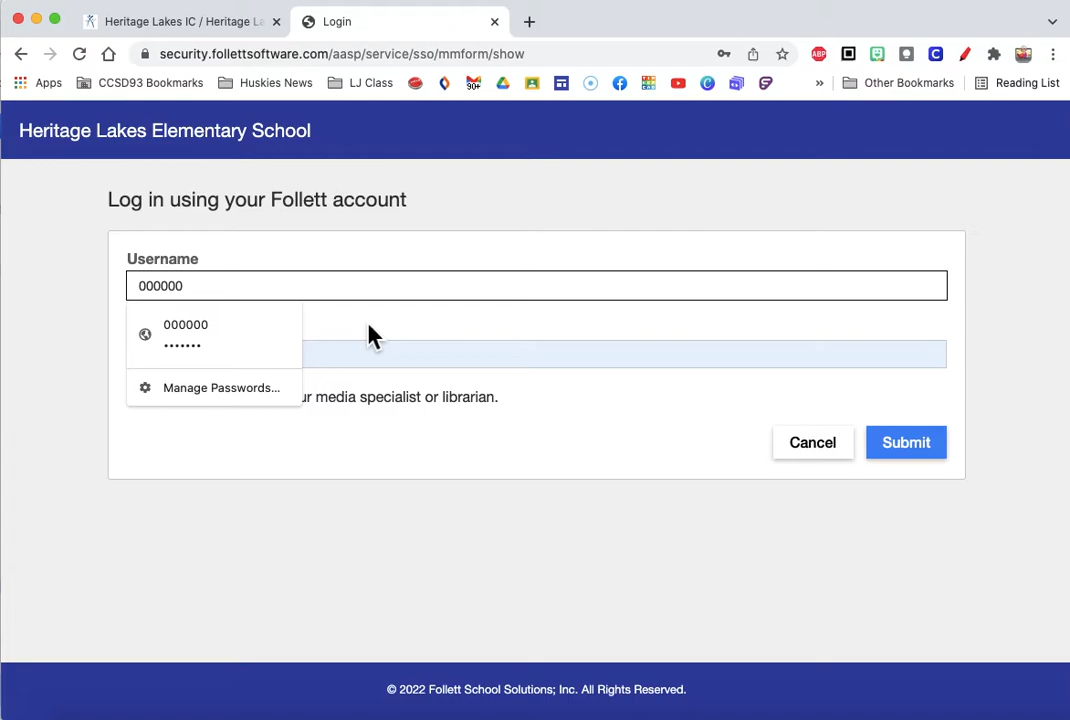 Heritage Lakes IC / Heritage La
Login
security.follettsoftware.com/aasp/service/sso/mmform/show
ABP
Apps
CCSD93 Bookmarks
Huskies News
LJ Class
90+
»
Other Bookmarks
Reading List
Heritage Lakes Elementary School
Log in using your Follett account
Username
000000
000000
•••••••
Manage Passwords...
ur media specialist or librarian.
Cancel
Submit
© 2022 Follett School Solutions; Inc. All Rights Reserved.